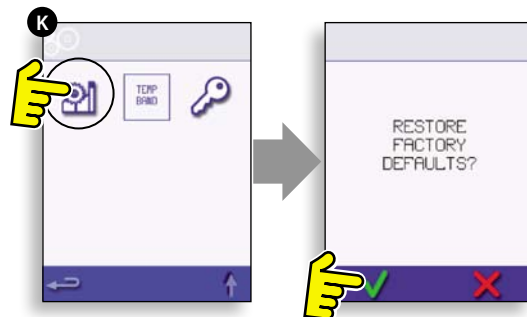 K
TEMP
BAND
RESTORE
FACTORY
DEFAULTS?